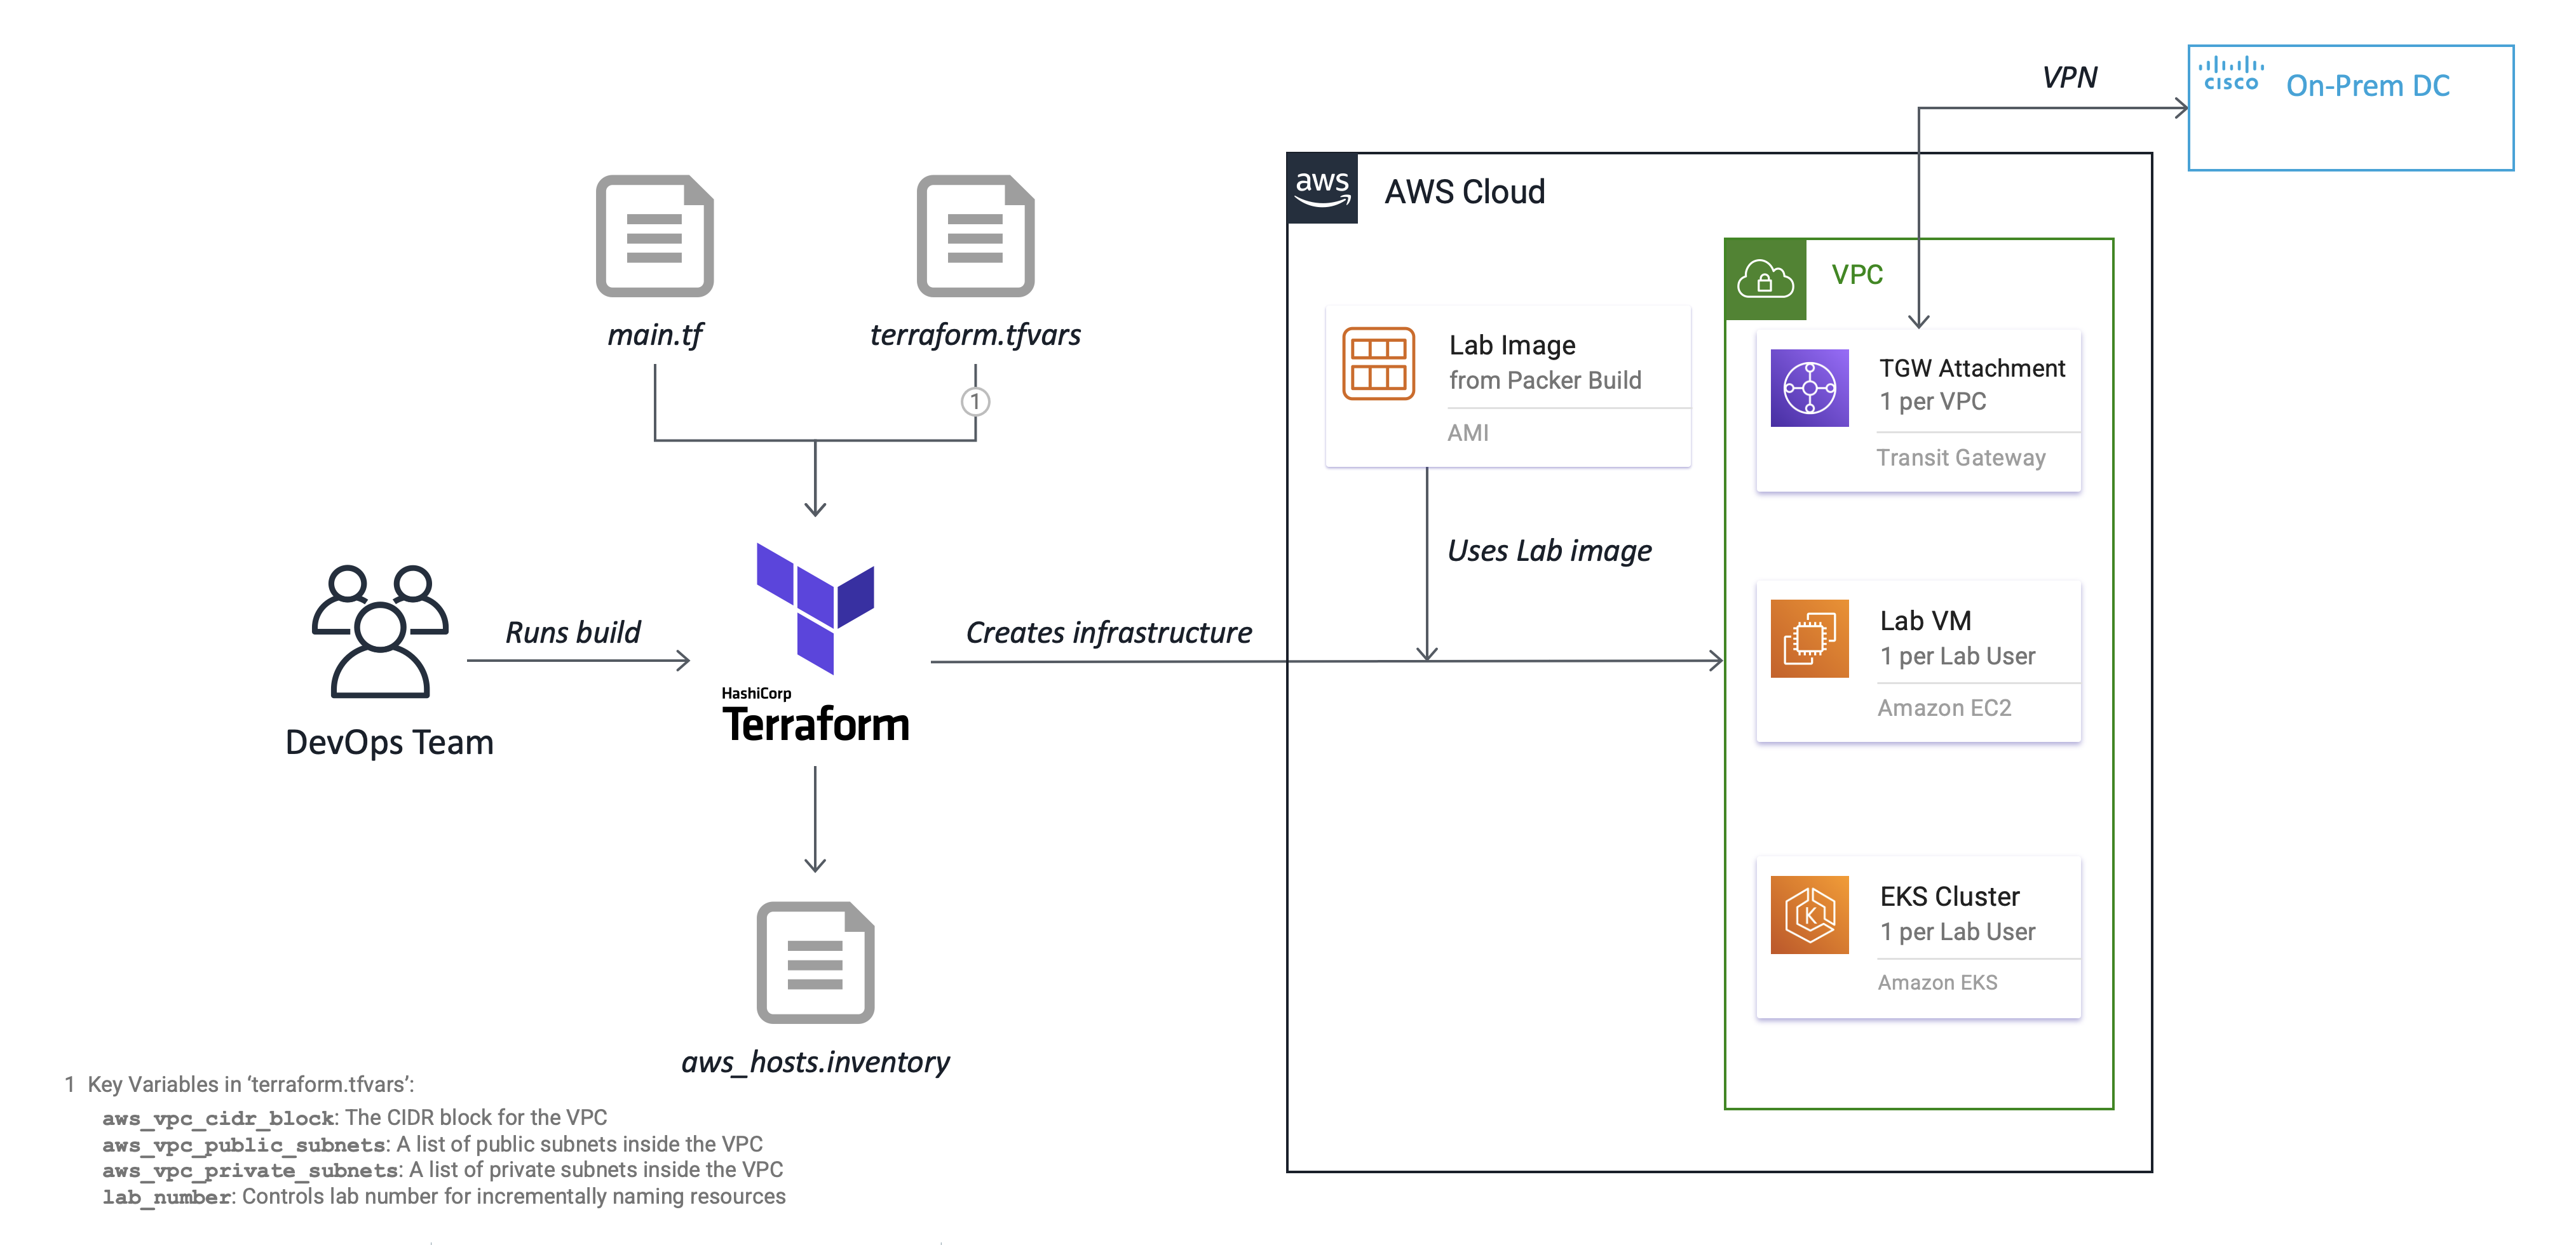 VPN
CISCO
On-Prem DC
aws
AWS Cloud
main.tf
terraform.tfvars
1
VPC
Lab Image
from Packer Build
AMI
TGW Attachment
1 per VPC
Transit Gateway
Uses Lab image
Runs build
Creates infrastructure
Lab VM
1 per Lab User
Amazon EC2
HashiCorp
Terraform
DevOps Team
K
EKS Cluster
1 per Lab User
Amazon EKS
aws_hosts.inventory
1 Key Variables in ‘terraform.tfvars’:
aws_vpc_cidr_block: The CIDR block for the VPC
aws_vpc_public_subnets: A list of public subnets inside the VPC
aws_vpc_private_subnets: A list of private subnets inside the VPC
lab_number: Controls lab number for incrementally naming resources